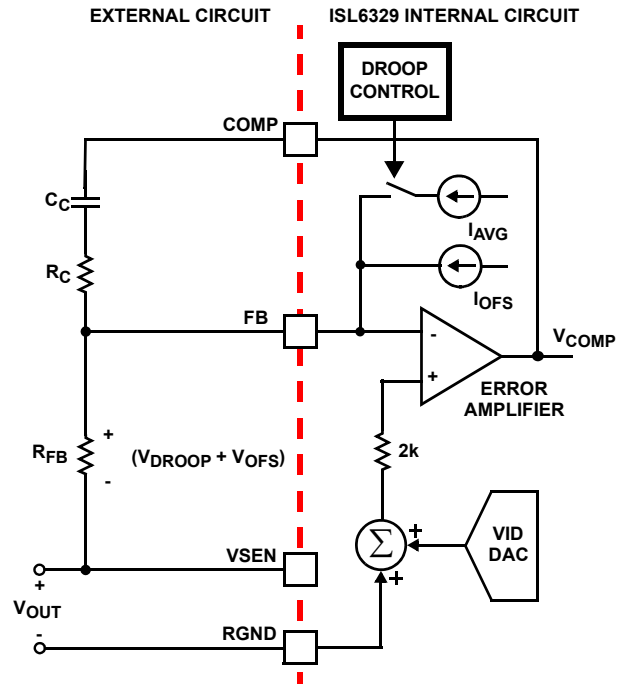 EXTERNAL CIRCUIT
ISL6329 INTERNAL CIRCUIT
DROOP
CONTROL
COMP
CC
IAVG
RC
IOFS
FB
-
VCOMP
+
ERROR
AMPLIFIER
RFB
+
(VDROOP + VOFS)
-
2k
VSEN
Σ
+
+
VID
DAC
+
VOUT
-
RGND